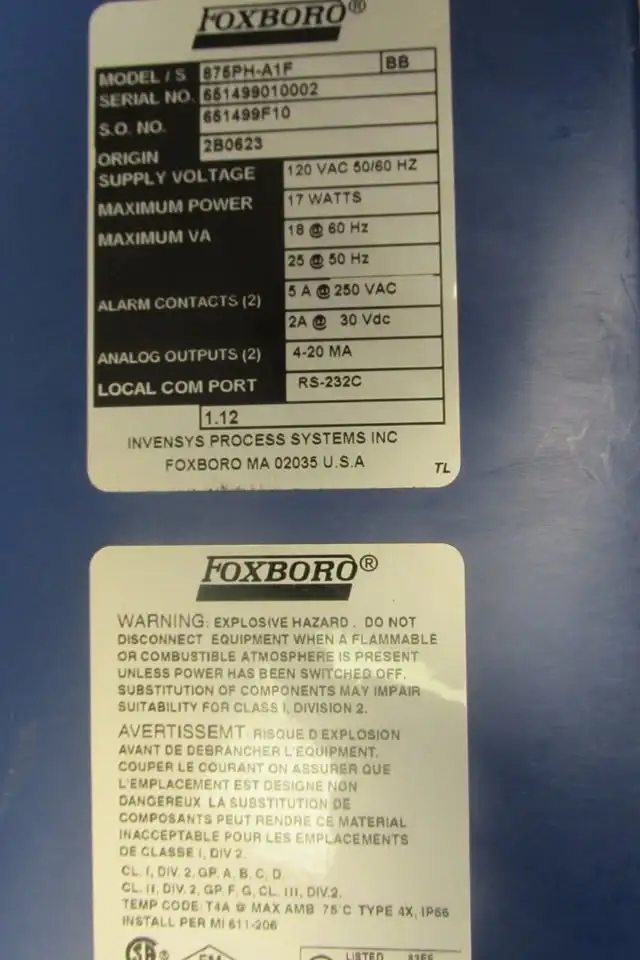 FOXBORO®
MODEL / S 875PH-A1F BB
SERIAL NO. 651499010002
S.O. NO. 651499F10
ORIGIN 2B0623
SUPPLY VOLTAGE 120 VAC 50/60 HZ
MAXIMUM POWER 17 WATTS
MAXIMUM VA 18 @ 60 Hz
25 @ 50 Hz
ALARM CONTACTS (2) 5 A @ 250 VAC
2A @ 30 Vdc
ANALOG OUTPUTS (2) 4-20 MA
LOCAL COM PORT RS-232C
1.12
INVENSYS PROCESS SYSTEMS INC
FOXBORO MA 02035 U.S.A
TL
FOXBORO®
WARNING: EXPLOSIVE HAZARD. DO NOT
DISCONNECT EQUIPMENT WHEN A FLAMMABLE
OR COMBUSTIBLE ATMOSPHERE IS PRESENT
UNLESS POWER HAS BEEN SWITCHED OFF.
SUBSTITUTION OF COMPONENTS MAY IMPAIR
SUITABILITY FOR CLASS I, DIVISION 2.
AVERTISSEMT: RISQUE D'EXPLOSION
AVANT DE DEBRANCHER L'EQUIPMENT,
COUPER LE COURANT ON ASSURER QUE
L'EMPLACEMENT EST DESIGNE NON
DANGEREUX LA SUBSTITUTION DE
COMPOSANTS PEUT RENDRE CE MATERIAL
INACCEPTABLE POUR LES EMPLACEMENTS
DE CLASSE I, DIV 2.
CL. I, DIV. 2, GP. A, B, C, D.
CL. II, DIV. 2, GP. F, G, CL. III, DIV.2.
TEMP CODE: T4A @ MAX AMB 75°C TYPE 4X, IP66
INSTALL PER MI 611-206
LISTED